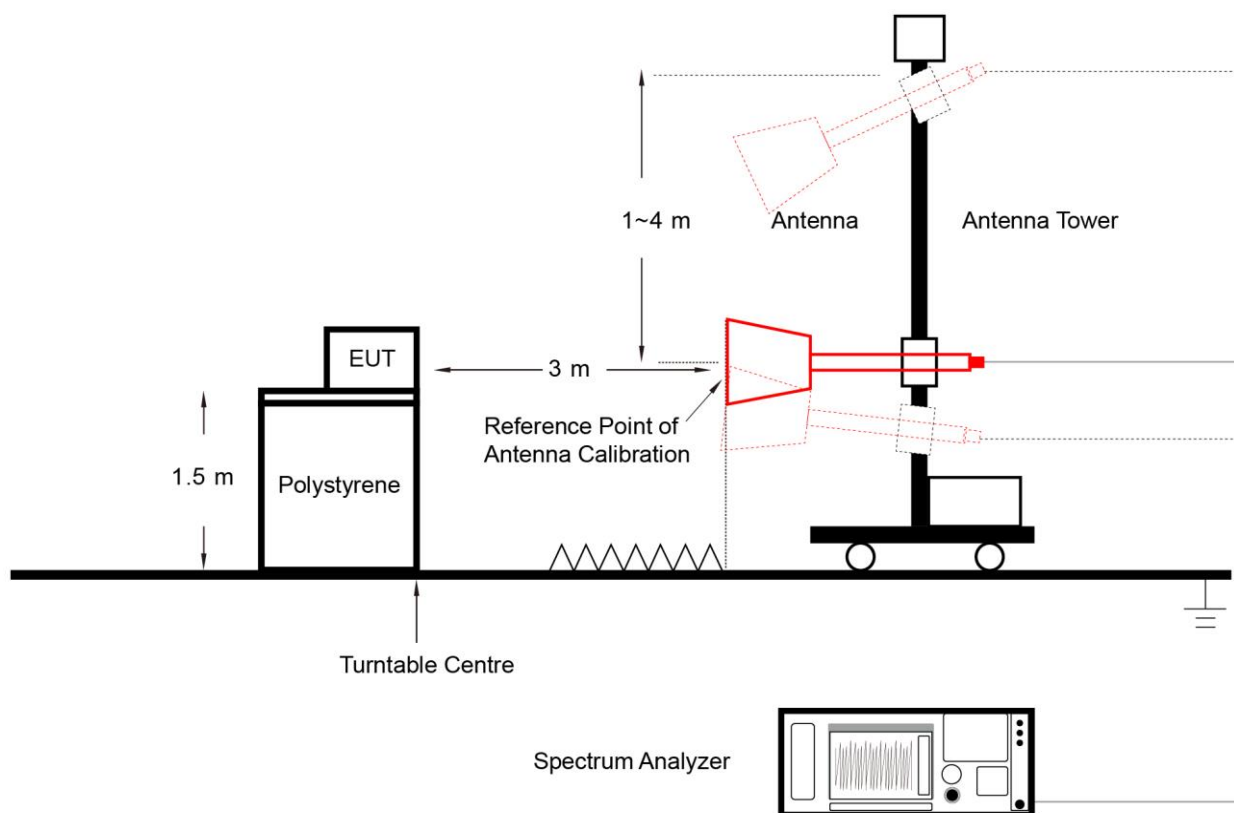 1~4 m
Antenna
Antenna Tower
EUT
3 m
Reference Point of
Antenna Calibration
1.5 m
Polystyrene
Turntable Centre
Spectrum Analyzer